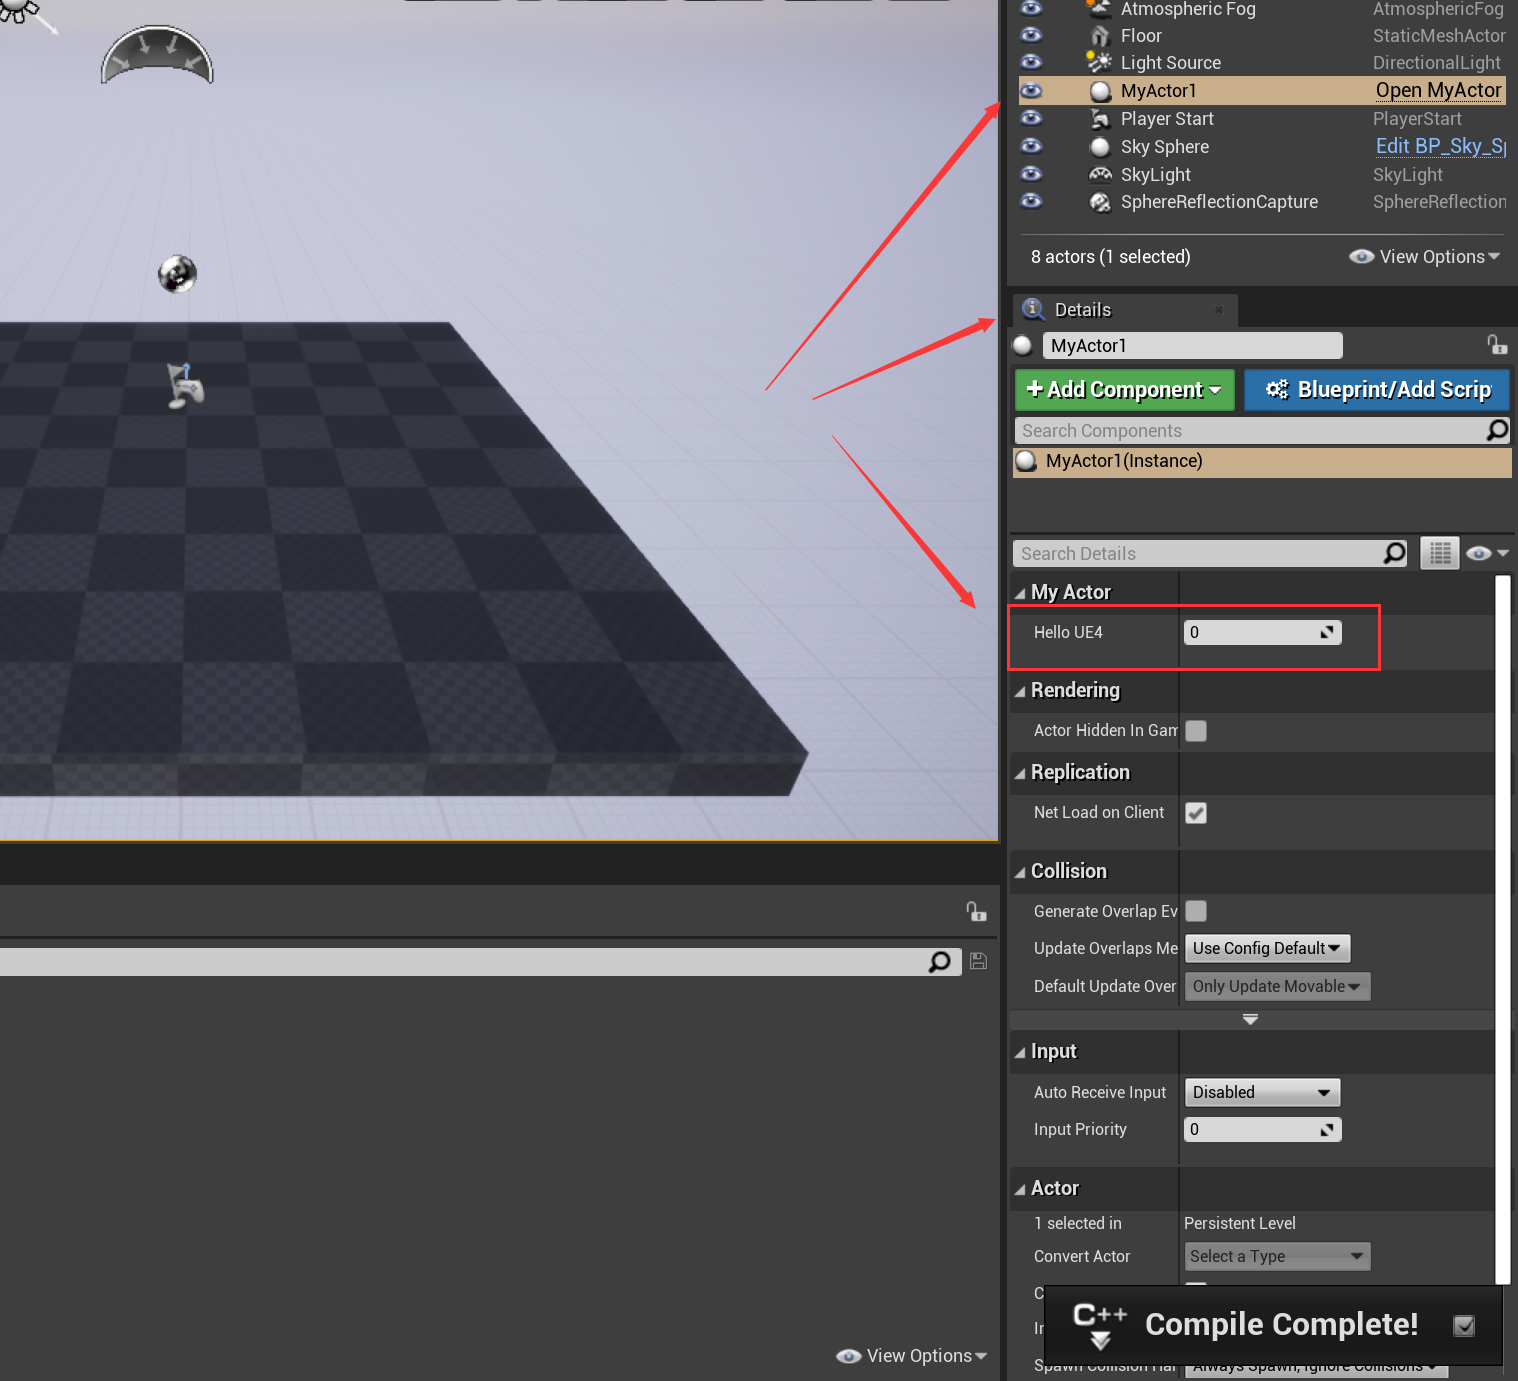 Atmospheric Fog AtmosphericFog
Floor StaticMeshActor
Light Source DirectionalLight
MyActor1 Open MyActor
Player Start PlayerStart
Sky Sphere Edit BP_Sky_Sp
SkyLight SkyLight
SphereReflectionCapture SphereReflection
8 actors (1 selected) View Options
Details
MyActor1
+Add Component Blueprint/Add Scrip
Search Components
MyActor1(Instance)
Search Details
My Actor
Hello UE4 0
Rendering
Actor Hidden In Gam
Replication
Net Load on Client
Collision
Generate Overlap Ev
Update Overlaps Me Use Config Default
Default Update Over Only Update Movable
Input
Auto Receive Input Disabled
Input Priority 0
Actor
1 selected in Persistent Level
Convert Actor Select a Type
C
C++ Compile Complete!
In
View Options
Spawn Collision Han Always Spawn, Ignore Collisions